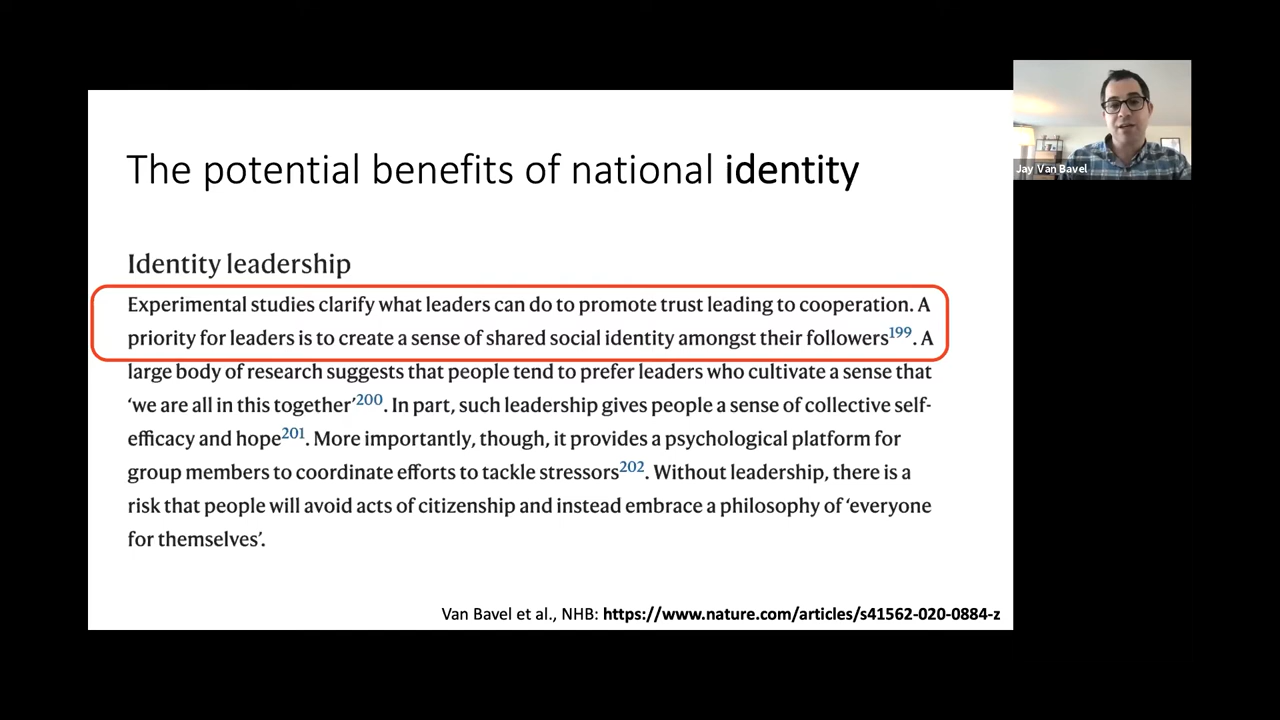 The potential benefits of national identity
Jay Van Bavel
Identity leadership
Experimental studies clarify what leaders can do to promote trust leading to cooperation. A
priority for leaders is to create a sense of shared social identity amongst their followers199. A
large body of research suggests that people tend to prefer leaders who cultivate a sense that
‘we are all in this together’200. In part, such leadership gives people a sense of collective self-
efficacy and hope201. More importantly, though, it provides a psychological platform for
group members to coordinate efforts to tackle stressors202. Without leadership, there is a
risk that people will avoid acts of citizenship and instead embrace a philosophy of ‘everyone
for themselves’.
Van Bavel et al., NHB: https://www.nature.com/articles/s41562-020-0884-z